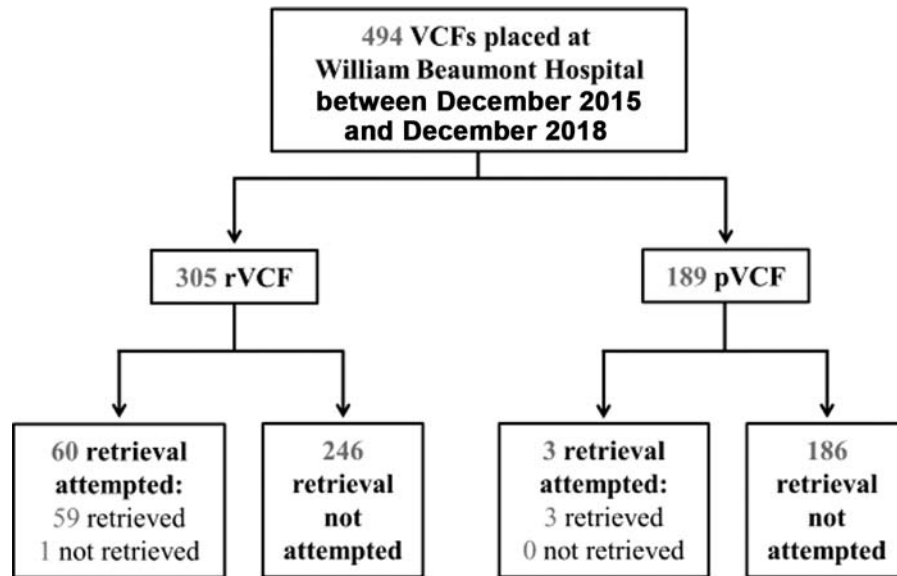 494 VCFs placed at
William Beaumont Hospital
between December 2015
and December 2018
305 rVCF
189 pVCF
60 retrieval
attempted:
59 retrieved
1 not retrieved
246
retrieval
not
attempted
3 retrieval
attempted:
3 retrieved
0 not retrieved
186
retrieval
not
attempted